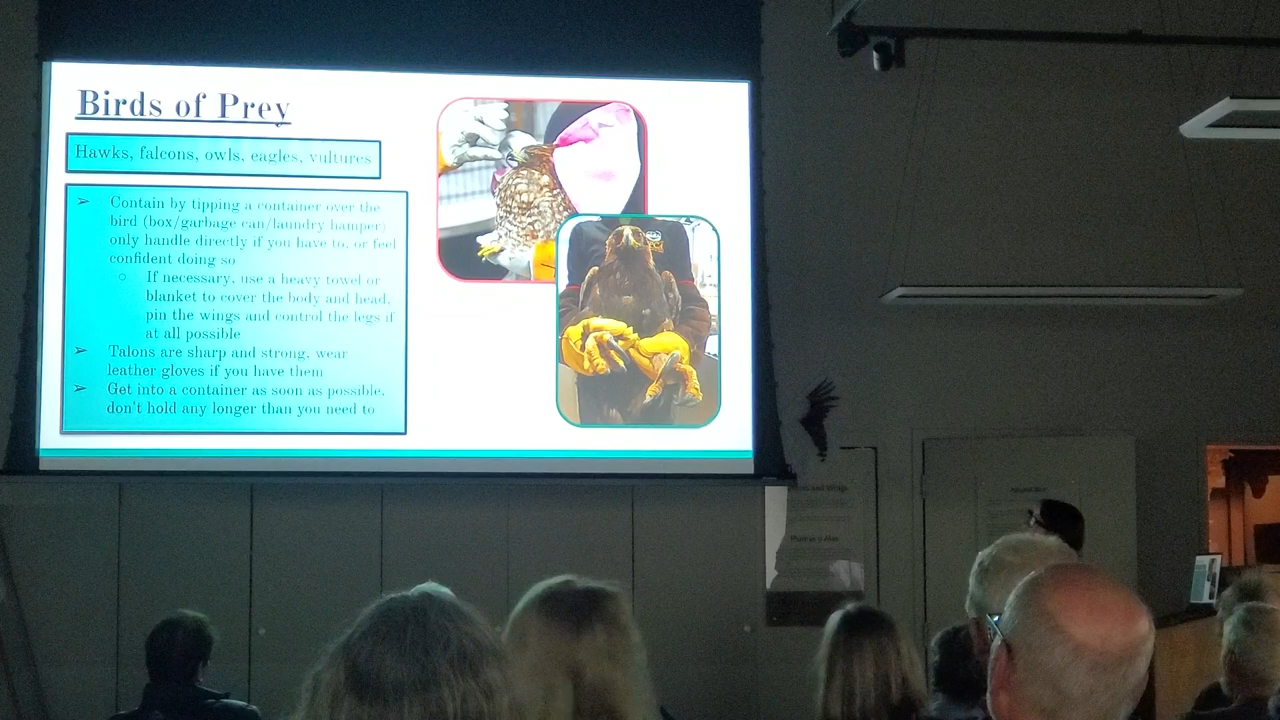 Birds of Prey
Hawks, falcons, owls, eagles, vultures
➢ Contain by tipping a container over the
bird (box/garbage can/laundry hamper)
only handle directly if you have to, or feel
confident doing so
○ If necessary, use a heavy towel or
blanket to cover the body and head,
pin the wings and control the legs if
at all possible
➢ Talons are sharp and strong, wear
leather gloves if you have them
➢ Get into a container as soon as possible,
don't hold any longer than you need to
and Wings